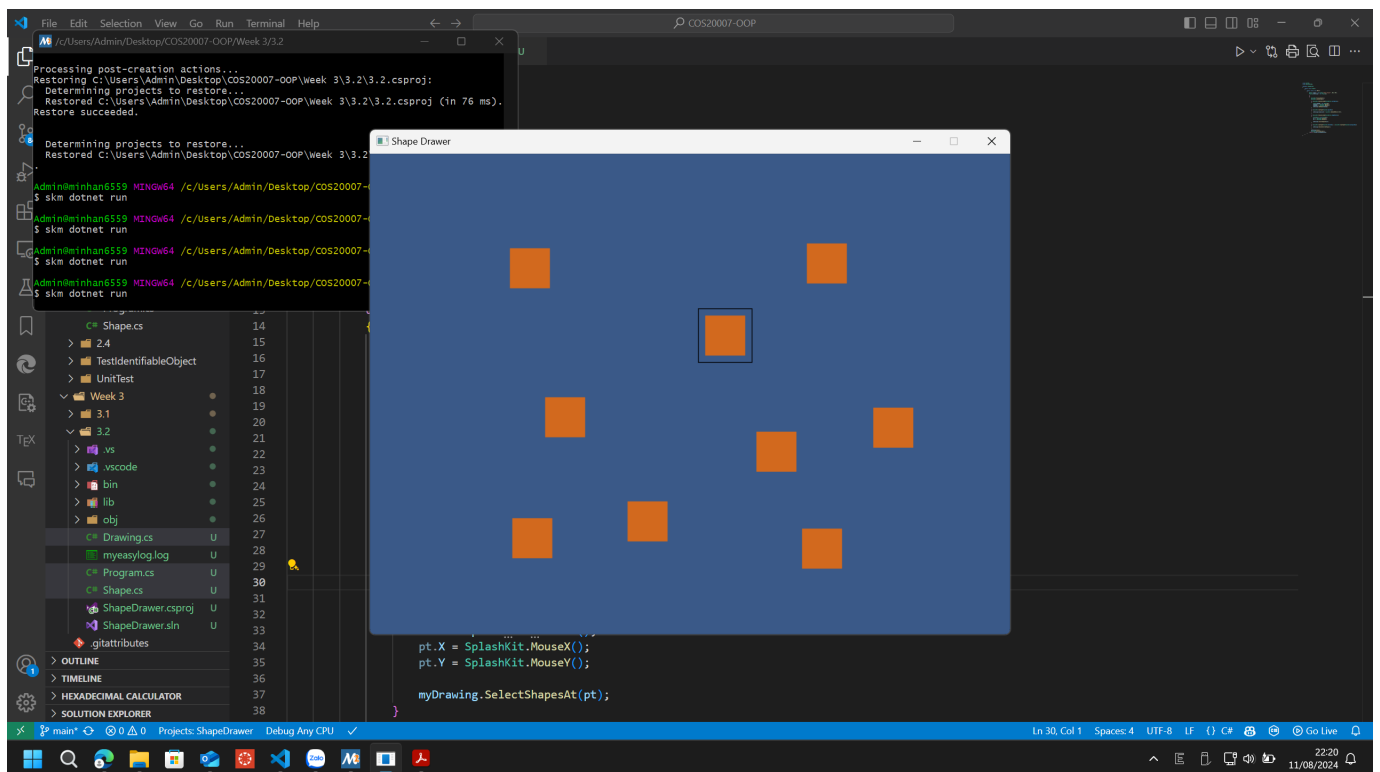 File Edit Selection View Go Run Terminal Help
COS20007-OOP
/c/Users/Admin/Desktop/COS20007-OOP/Week 3/3.2
U
Processing post-creation actions...
Restoring C:\Users\Admin\Desktop\COS20007-OOP\Week 3\3.2\3.2.csproj:
Determining projects to restore...
Restored C:\Users\Admin\Desktop\COS20007-OOP\Week 3\3.2\3.2.csproj (in 76 ms).
Restore succeeded.
Determining projects to restore...
Restored C:\Users\Admin\Desktop\COS20007-OOP\Week 3\3.2
.
Admin@minhan6559 MINGW64 /c/Users/Admin/Desktop/COS20007-
$ skm dotnet run
Admin@minhan6559 MINGW64 /c/Users/Admin/Desktop/COS20007-
$ skm dotnet run
Admin@minhan6559 MINGW64 /c/Users/Admin/Desktop/COS20007-
$ skm dotnet run
Admin@minhan6559 MINGW64 /c/Users/Admin/Desktop/COS20007-
$ skm dotnet run
Shape Drawer
C# Shape.cs
2.4
TestIdentifiableObject
UnitTest
Week 3
3.1
3.2
.vs
.vscode
bin
lib
obj
C# Drawing.cs U
myeasylog.log U
C# Program.cs U
C# Shape.cs U
ShapeDrawer.csproj U
ShapeDrawer.sln U
.gitattributes
OUTLINE
TIMELINE
HEXADECIMAL CALCULATOR
SOLUTION EXPLORER
TEX
1
14 {
15
16
17
18
19
20
21
22
23
24
25
26
27
28
29
30
31
32
33
34 pt.X = SplashKit.MouseX();
35 pt.Y = SplashKit.MouseY();
36
37 myDrawing.SelectShapesAt(pt);
38 }
main* 0 0 Projects: ShapeDrawer Debug Any CPU
Ln 30, Col 1 Spaces: 4 UTF-8 LF {} C# Go Live
Zalo
22:20
11/08/2024